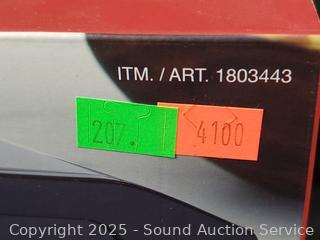 ITM. / ART. 1803443
207. 4100
Copyright © 2025 - Sound Auction Service